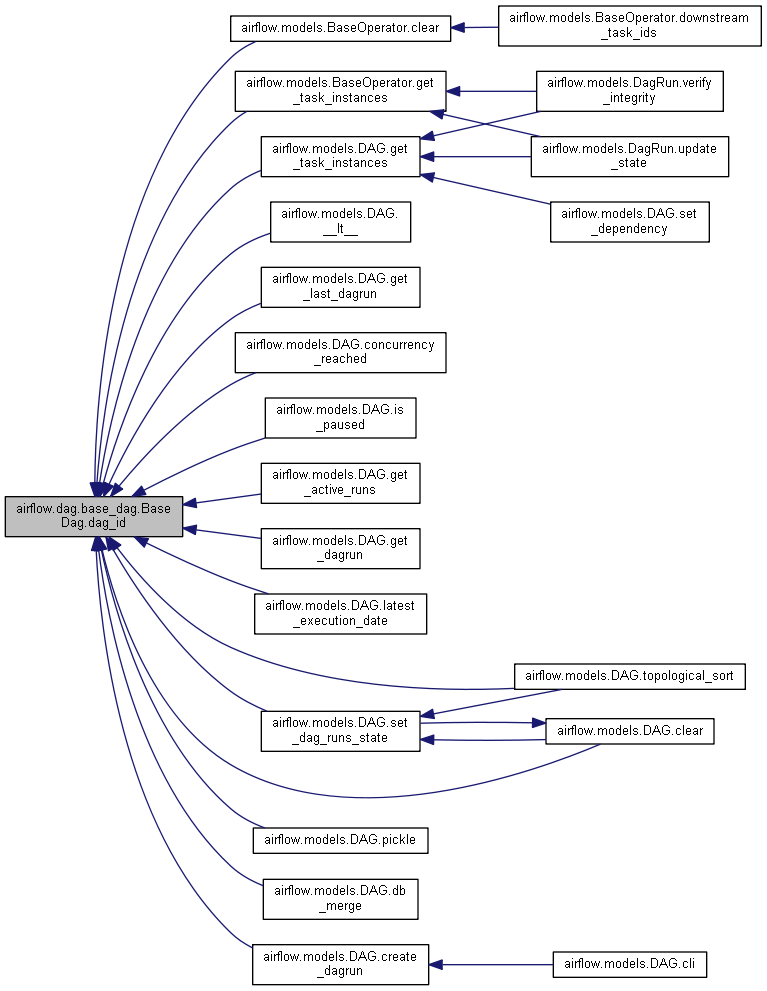 airflow.models.BaseOperator.clear
airflow.models.BaseOperator.downstream
_task_ids
airflow.models.BaseOperator.get
_task_instances
airflow.models.DagRun.verify
_integrity
airflow.models.DAG.get
_task_instances
airflow.models.DagRun.update
_state
airflow.models.DAG.
__lt__
airflow.models.DAG.set
_dependency
airflow.models.DAG.get
_last_dagrun
airflow.models.DAG.concurrency
_reached
airflow.models.DAG.is
_paused
airflow.models.DAG.get
_active_runs
airflow.dag.base_dag.Base
Dag.dag_id
airflow.models.DAG.get
_dagrun
airflow.models.DAG.latest
_execution_date
airflow.models.DAG.topological_sort
airflow.models.DAG.set
_dag_runs_state
airflow.models.DAG.clear
airflow.models.DAG.pickle
airflow.models.DAG.db
_merge
airflow.models.DAG.create
_dagrun
airflow.models.DAG.cli